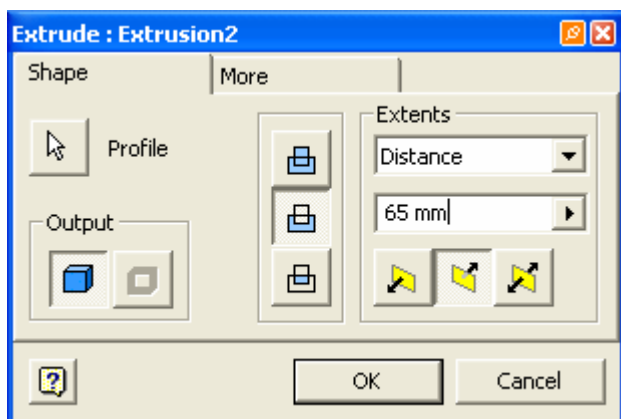 Extrude : Extrusion2
Shape More
Profile
Output
Extents
Distance
65 mm
?
OK Cancel